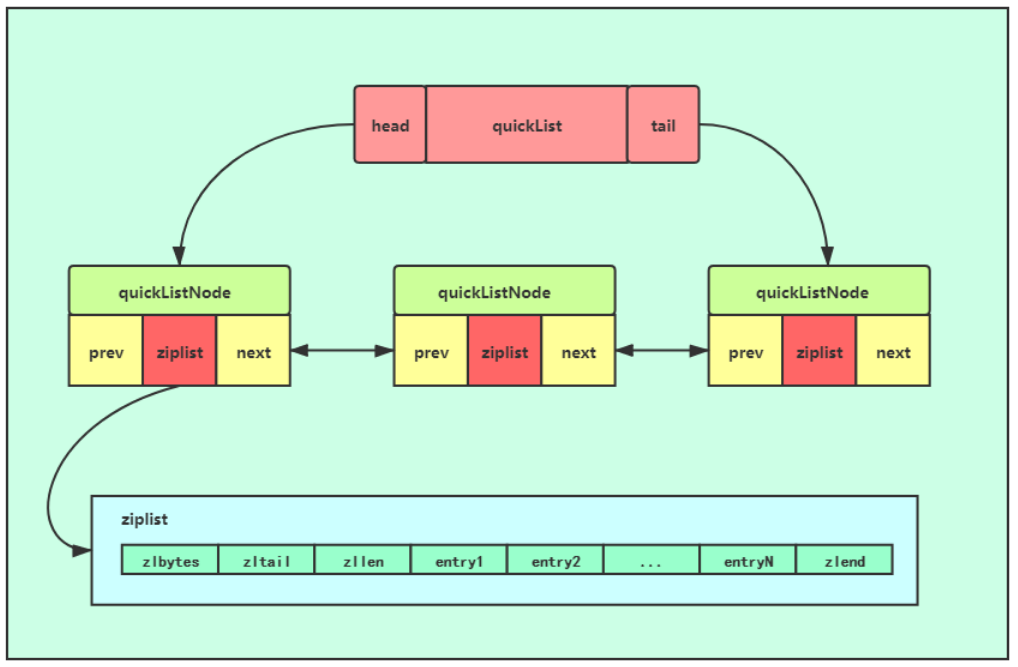 head quickList tail
quickListNode quickListNode quickListNode
prev ziplist next prev ziplist next prev ziplist next
ziplist
zlbytes zltail zllen entry1 entry2 ... entryN zlend